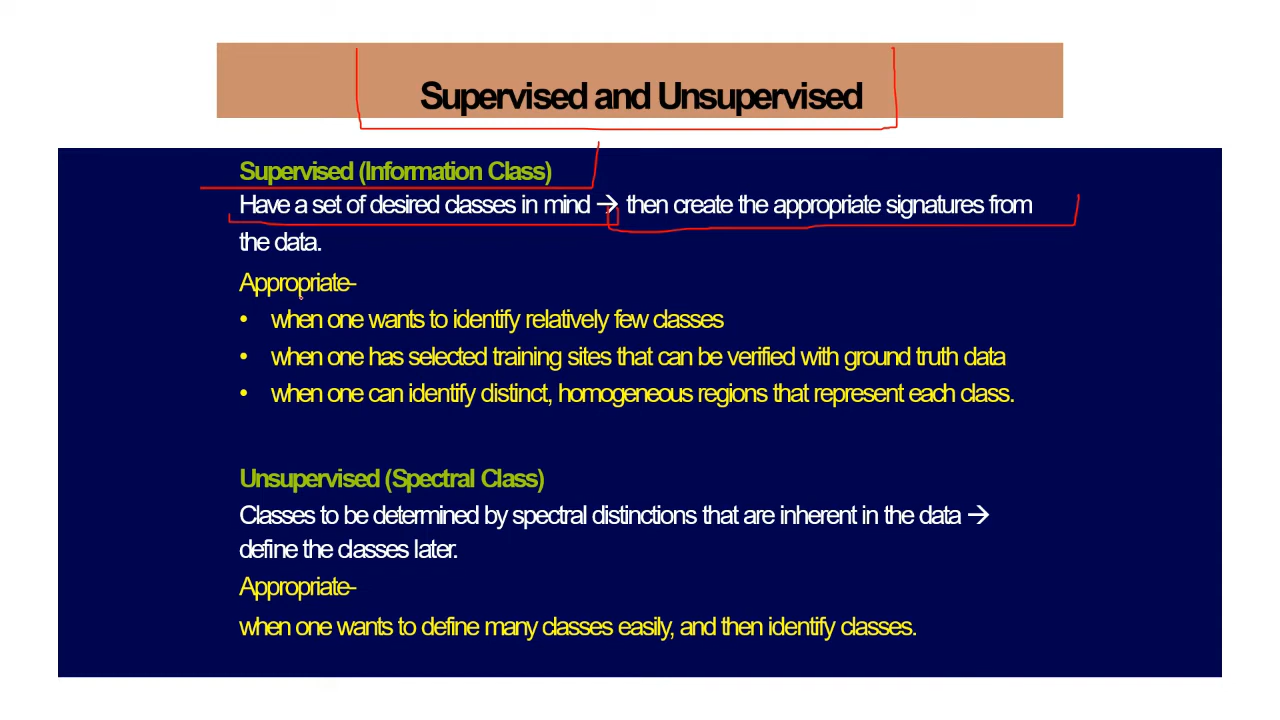 Supervised and Unsupervised
Supervised (Information Class)
Have a set of desired classes in mind → then create the appropriate signatures from
the data.
Appropriate-
• when one wants to identify relatively few classes
• when one has selected training sites that can be verified with ground truth data
• when one can identify distinct, homogeneous regions that represent each class.
Unsupervised (Spectral Class)
Classes to be determined by spectral distinctions that are inherent in the data →
define the classes later.
Appropriate-
when one wants to define many classes easily, and then identify classes.